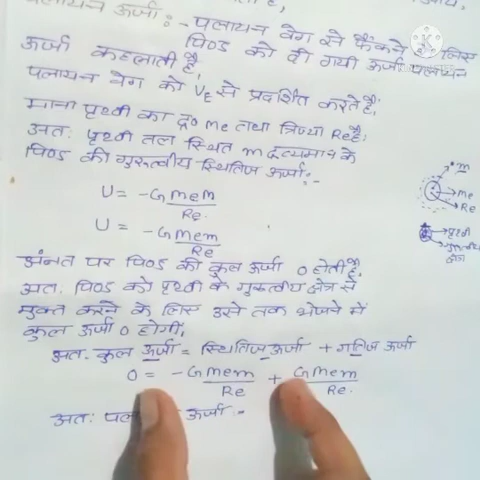 पलायन ऊर्जा :- पलायन वेग से फेंकने लिए
पिण्ड को दी गयी ऊर्जा पलायन
ऊर्जा कहलाती है,
पलायन वेग को VE से प्रदर्शित करते है,
माना पृथ्वी का द्र० Me तथा त्रिज्या Re है,
अतः पृथ्वी तल स्थित m द्रव्यमान के
पिण्ड की गुरुत्वीय स्थितिज ऊर्जा :-
U = -GMem/Re.
U = -GMem/Re
m
Me
Re
पृथ्वी
गुरुत्वीय
क्षेत्र
अंनत पर पिण्ड की कुल ऊर्जा 0 होती है,
अतः पिण्ड को पृथ्वी के गुरुत्वीय क्षेत्र से
मुक्त करने के लिए उसे तक भेजने में
कुल ऊर्जा 0 होगी,
अतः कुल ऊर्जा = स्थितिज ऊर्जा + गतिज ऊर्जा
0 = -GMem/Re + GMem/Re.
अतः ऊर्जा :-